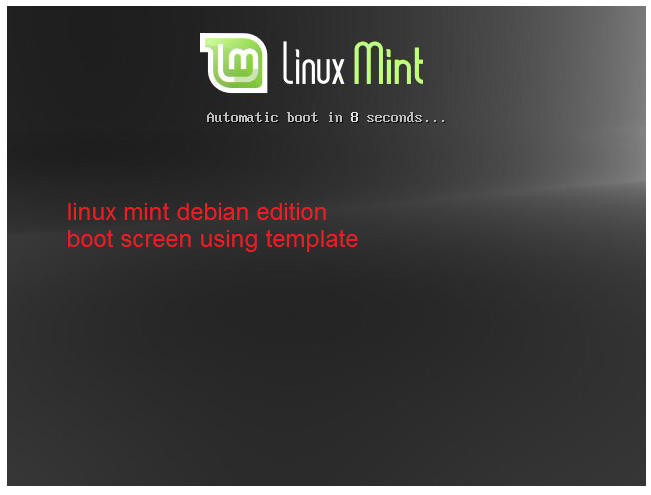 Linux Mint
Automatic boot in 8 seconds...
linux mint debian edition
boot screen using template